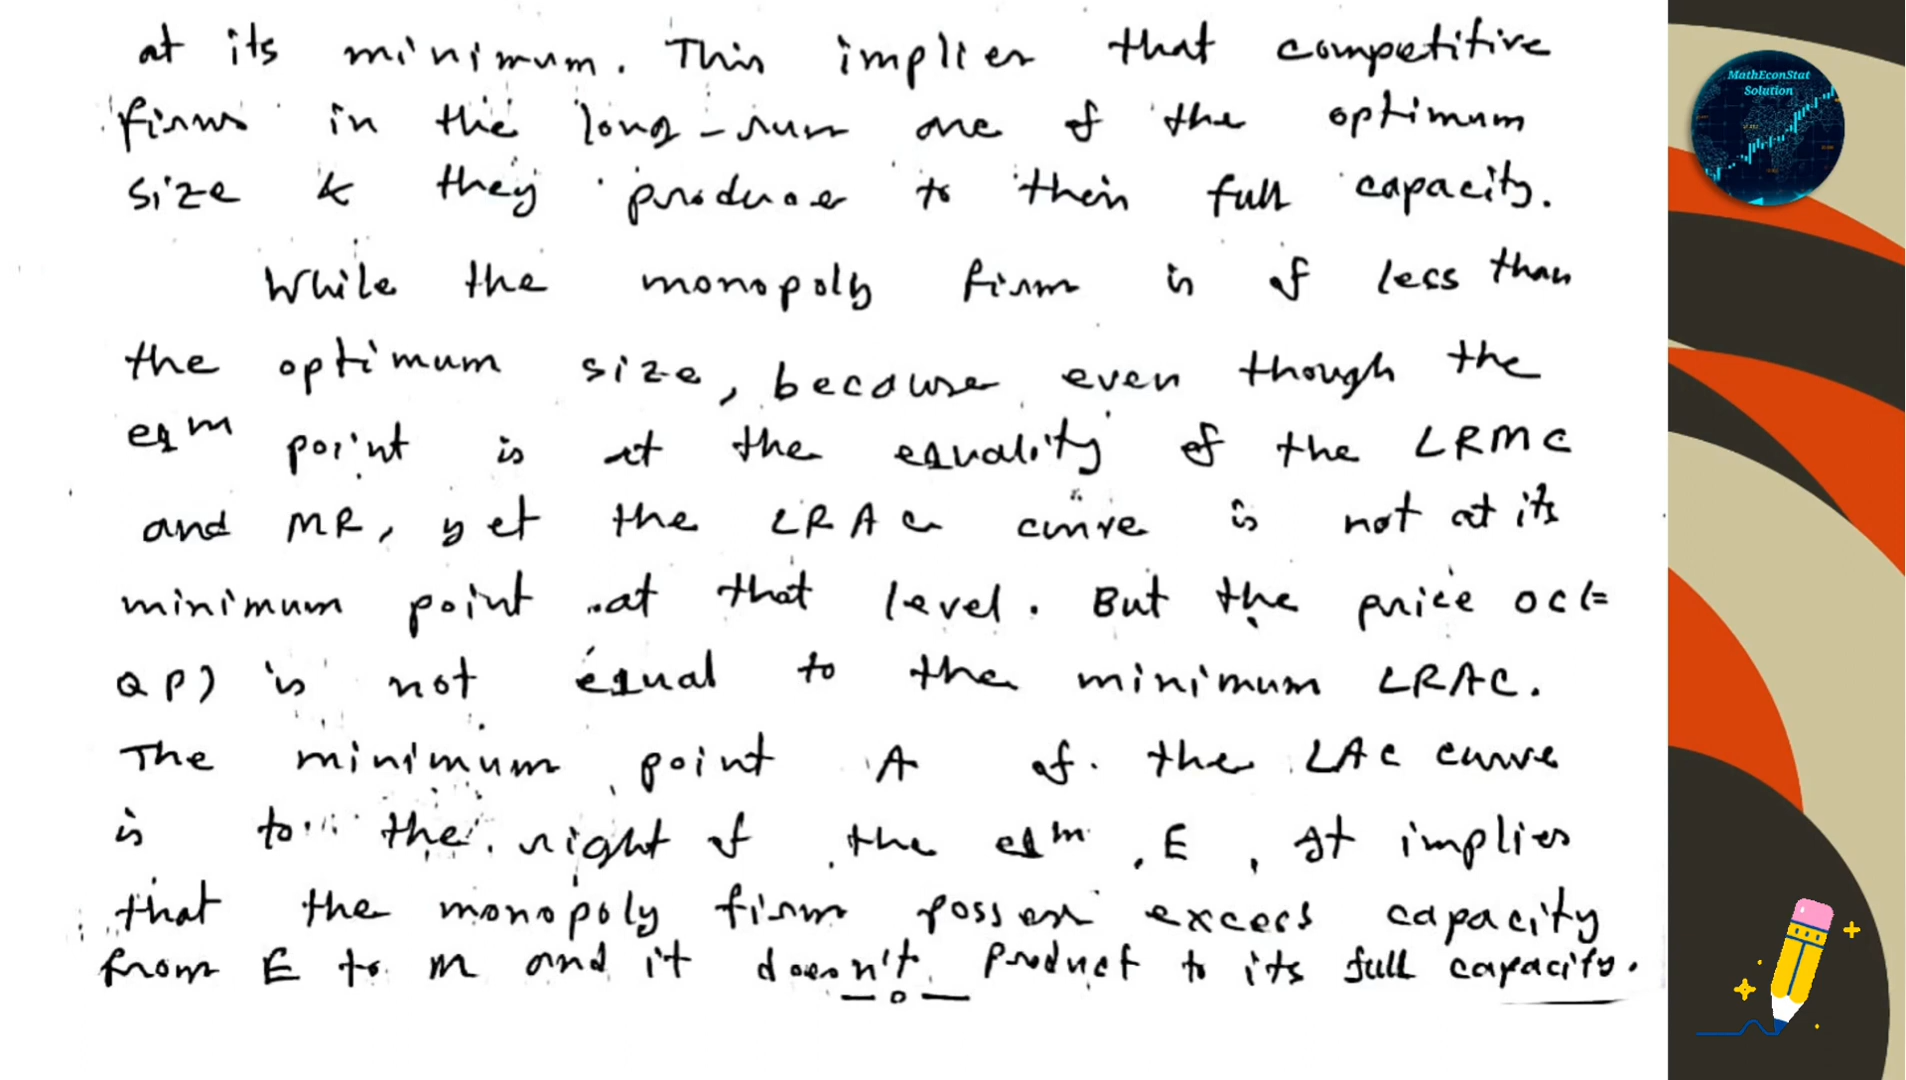 at its minimum. This implies that competitive
firms in the long-run are of the optimum
size & they produce to their full capacity.
While the monopoly firm is of less than
the optimum size, because even though the
eqm point is at the equality of the LRMC
and MR, yet the LRAC curve is not at its
minimum point at that level. But the price OC(=
QP) is not equal to the minimum LRAC.
The minimum point A of the LAC curve
is to the right of the eqm E, It implies
that the monopoly firm possess excess capacity
from E to M and it doesn't product to its full capacity.
MathEconStat
Solution